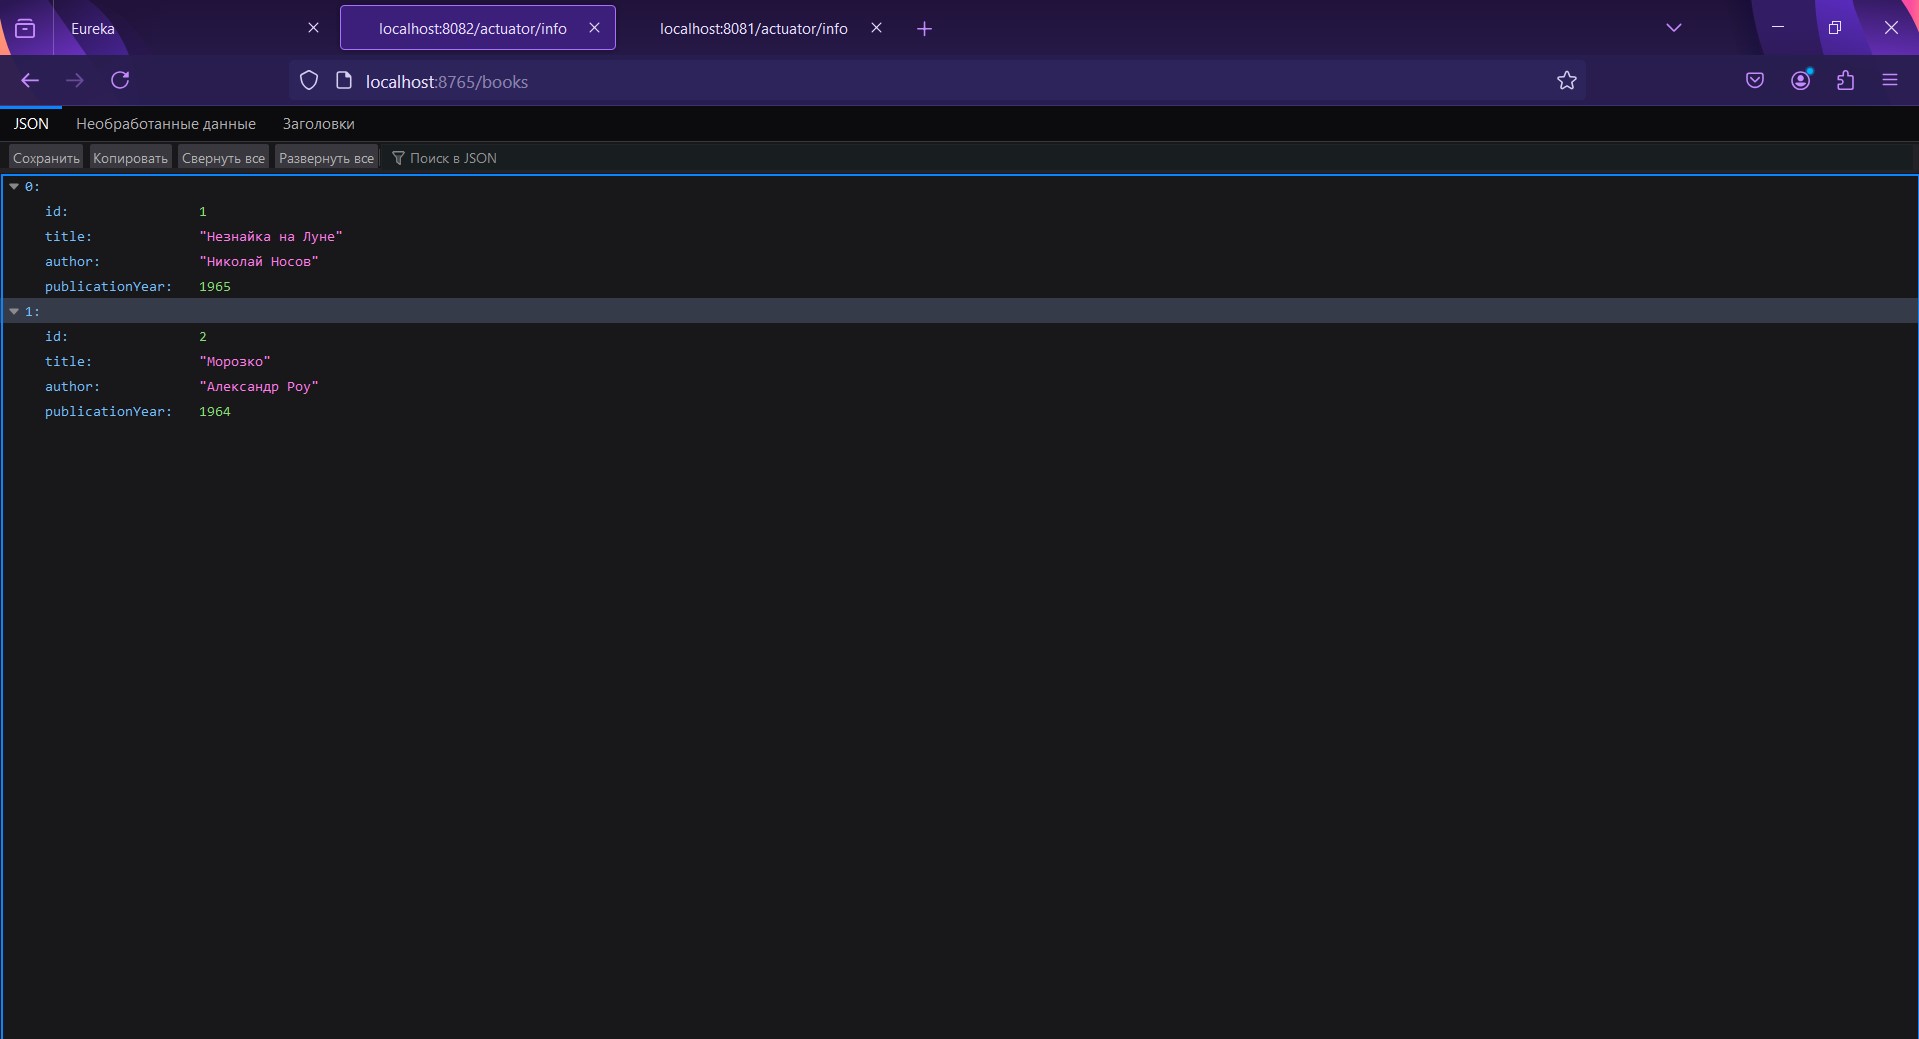 Eureka
localhost:8082/actuator/info
localhost:8081/actuator/info
localhost:8765/books
JSON Необработанные данные Заголовки
Сохранить Копировать Свернуть все Развернуть все Поиск в JSON
0:
id: 1
title: "Незнайка на Луне"
author: "Николай Носов"
publicationYear: 1965
1:
id: 2
title: "Морозко"
author: "Александр Роу"
publicationYear: 1964